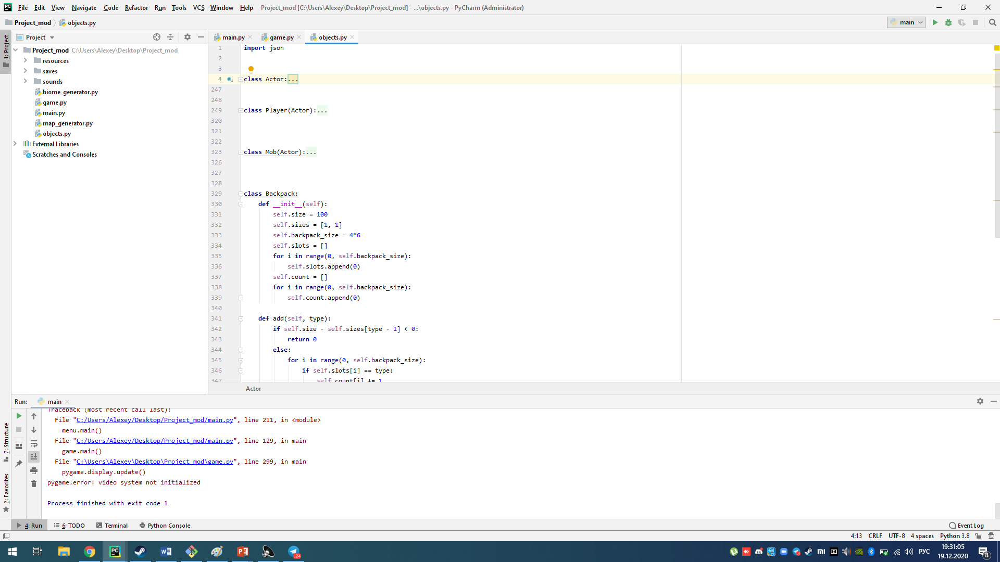 PC File Edit View Navigate Code Refactor Run Tools VCS Window Help Project_mod [C:\Users\Alexey\Desktop\Project_mod] - ...\objects.py - PyCharm (Administrator)
Project_mod objects.py main
1: Project
Project
main.py game.py objects.py
Project_mod C:\Users\Alexey\Desktop\Project_mod
resources
saves
sounds
biome_generator.py
game.py
main.py
map_generator.py
objects.py
External Libraries
Scratches and Consoles
1 import json
2
3
4 class Actor:...
247
248
249 class Player(Actor):...
320
321
322
323 class Mob(Actor):...
326
327
328
329 class Backpack:
330 def __init__(self):
331 self.size = 100
332 self.sizes = [1, 1]
333 self.backpack_size = 4*6
334 self.slots = []
335 for i in range(0, self.backpack_size):
336 self.slots.append(0)
337 self.count = []
338 for i in range(0, self.backpack_size):
339 self.count.append(0)
340
341 def add(self, type):
342 if self.size - self.sizes[type - 1] < 0:
343 return 0
344 else:
345 for i in range(0, self.backpack_size):
346 if self.slots[i] == type:
347 self.count[i] += 1
Actor
Run: main
Traceback (most recent call last):
File "C:/Users/Alexey/Desktop/Project_mod/main.py", line 211, in <module>
menu.main()
File "C:/Users/Alexey/Desktop/Project_mod/main.py", line 129, in main
game.main()
File "C:\Users\Alexey\Desktop\Project_mod\game.py", line 299, in main
pygame.display.update()
pygame.error: video system not initialized
Process finished with exit code 1
7: Structure
2: Favorites
4: Run 6: TODO Terminal Python Console Event Log
4:13 CRLF UTF-8 4 spaces Python 3.8
PC
24
РУС
19:31:05
19.12.2020
8